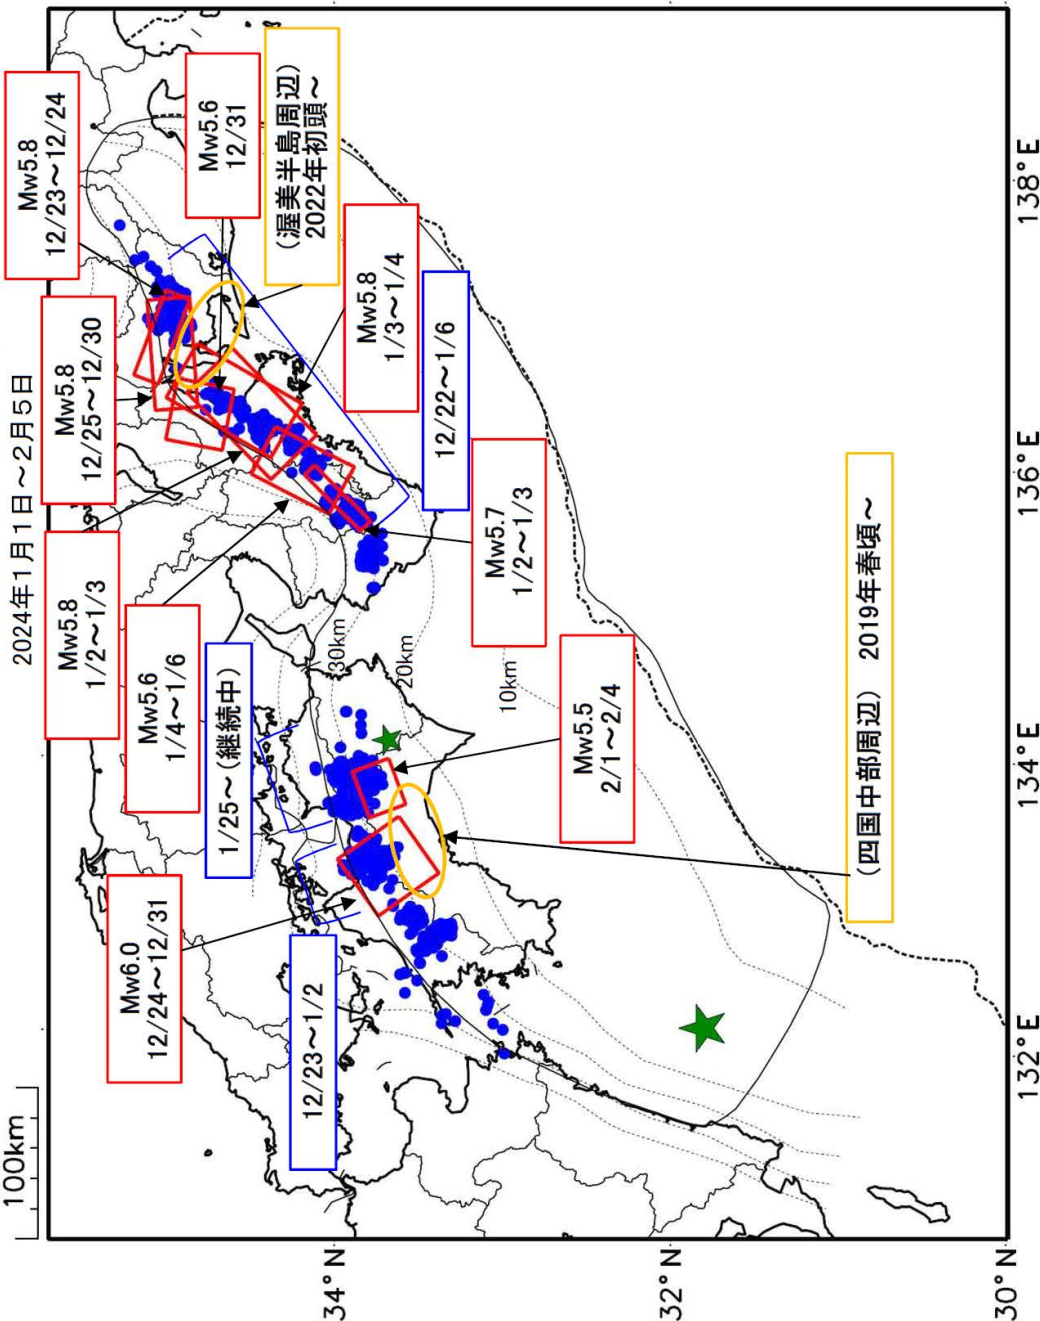 2024年1月1日～2月5日
100km
Mw5.8
12/23～12/24
Mw5.8
12/25～12/30
Mw5.6
12/31
(渥美半島周辺)
2022年初頭～
Mw5.8
1/2～1/3
Mw5.8
1/3～1/4
Mw5.6
1/4～1/6
12/22～1/6
1/25～(継続中)
Mw5.7
1/2～1/3
Mw6.0
12/24～12/31
12/23～1/2
Mw5.5
2/1～2/4
(四国中部周辺) 2019年春頃～
30km
20km
10km
34°N
32°N
30°N
132°E
134°E
136°E
138°E